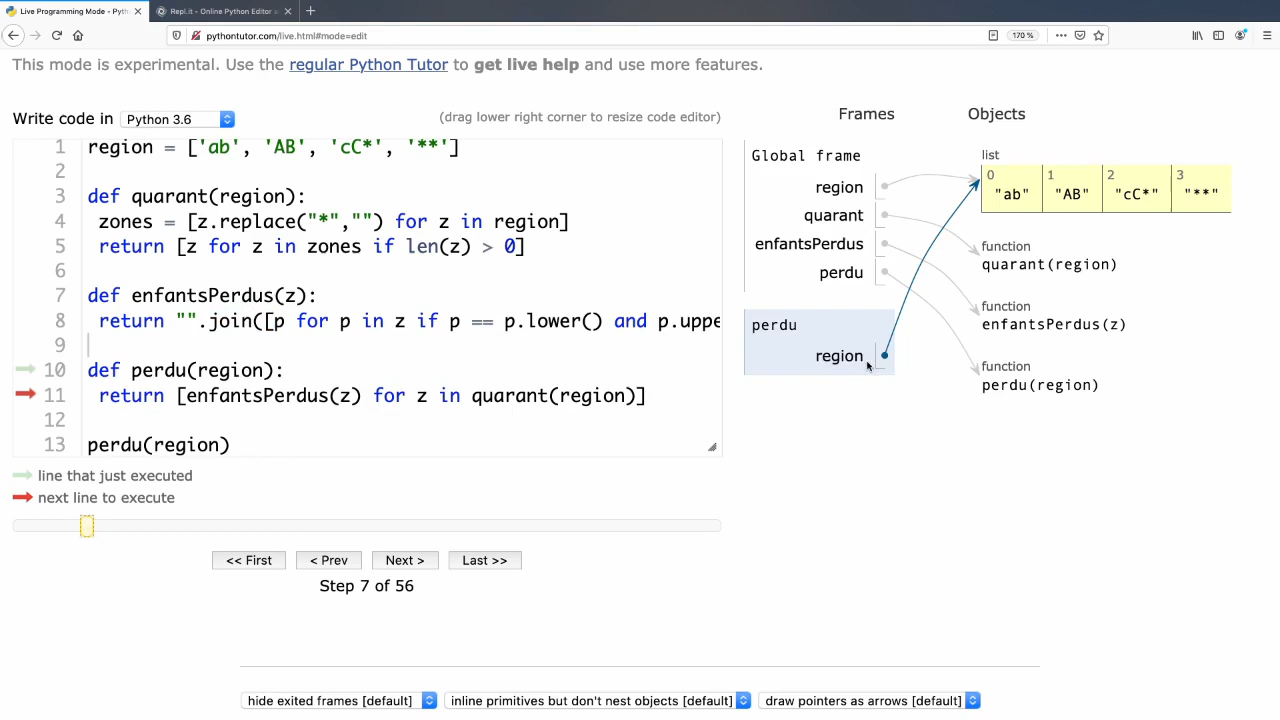 Live Programming Mode - Pyth
Repl.it - Online Python Editor
pythontutor.com/live.html#mode=edit
170 %
This mode is experimental. Use the regular Python Tutor to get live help and use more features.
Write code in Python 3.6
(drag lower right corner to resize code editor)
1 region = ['ab', 'AB', 'cC*', '**']
2
3 def quarant(region):
4 zones = [z.replace("*","") for z in region]
5 return [z for z in zones if len(z) > 0]
6
7 def enfantsPerdus(z):
8 return "".join([p for p in z if p == p.lower() and p.uppe
9
10 def perdu(region):
11 return [enfantsPerdus(z) for z in quarant(region)]
12
13 perdu(region)
line that just executed
next line to execute
<< First
< Prev
Next >
Last >>
Step 7 of 56
Frames
Objects
Global frame
region
quarant
enfantsPerdus
perdu
perdu
region
list
0 1 2 3
"ab" "AB" "cC*" "**"
function
quarant(region)
function
enfantsPerdus(z)
function
perdu(region)
hide exited frames [default]
inline primitives but don't nest objects [default]
draw pointers as arrows [default]